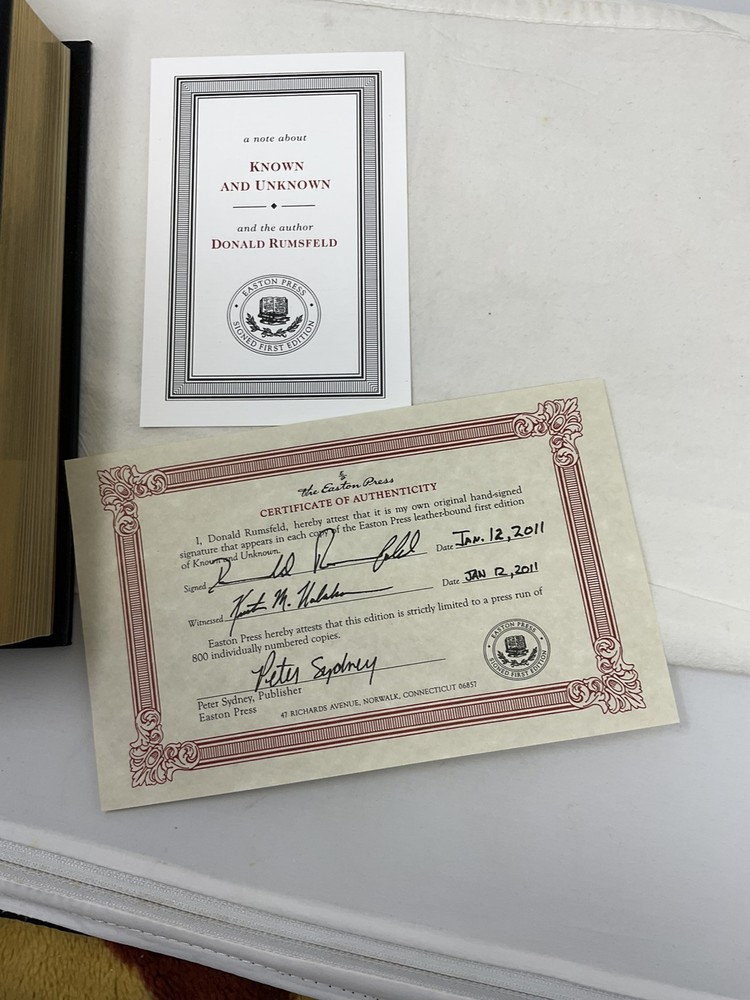 a note about
KNOWN
AND UNKNOWN
and the author
DONALD RUMSFELD
EASTON PRESS
SIGNED FIRST EDITION
the Easton Press
CERTIFICATE OF AUTHENTICITY
I, Donald Rumsfeld, hereby attest that it is my own original hand-signed
signature that appears in each copy of the Easton Press leather-bound first edition
of Known and Unknown.
Signed Donald Rumsfeld Date JAN. 12, 2011
Witnessed M. Date JAN 12, 2011
Easton Press hereby attests that this edition is strictly limited to a press run of
800 individually numbered copies.
Peter Sydney
Peter Sydney, Publisher
Easton Press
47 RICHARDS AVENUE, NORWALK, CONNECTICUT 06857
EASTON PRESS
SIGNED FIRST EDITION